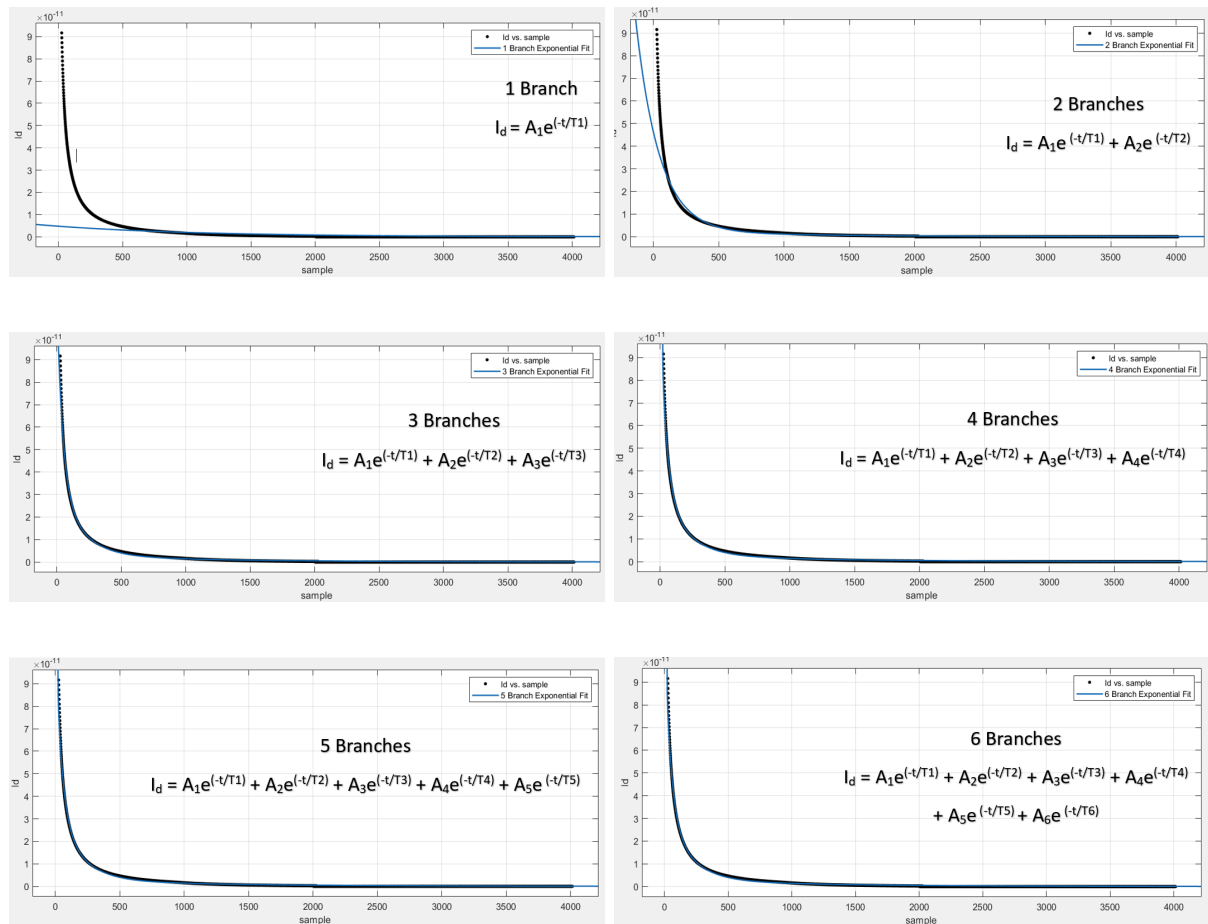 ×10⁻¹¹
Id vs. sample
1 Branch Exponential Fit
1 Branch
I_d = A₁e^(-t/T1)
9
8
7
6
5
4
3
2
1
0
Id
0 500 1000 1500 2000 2500 3000 3500 4000
sample
×10⁻¹¹
Id vs. sample
2 Branch Exponential Fit
2 Branches
I_d = A₁e^(-t/T1) + A₂e^(-t/T2)
9
8
7
6
5
4
3
2
1
0
0 500 1000 1500 2000 2500 3000 3500 4000
sample
×10⁻¹¹
Id vs. sample
3 Branch Exponential Fit
3 Branches
I_d = A₁e^(-t/T1) + A₂e^(-t/T2) + A₃e^(-t/T3)
9
8
7
6
5
4
3
2
1
0
Id
0 500 1000 1500 2000 2500 3000 3500 4000
sample
×10⁻¹¹
Id vs. sample
4 Branch Exponential Fit
4 Branches
I_d = A₁e^(-t/T1) + A₂e^(-t/T2) + A₃e^(-t/T3) + A₄e^(-t/T4)
9
8
7
6
5
4
3
2
1
0
Id
0 500 1000 1500 2000 2500 3000 3500 4000
sample
×10⁻¹¹
Id vs. sample
5 Branch Exponential Fit
5 Branches
I_d = A₁e^(-t/T1) + A₂e^(-t/T2) + A₃e^(-t/T3) + A₄e^(-t/T4) + A₅e^(-t/T5)
9
8
7
6
5
4
3
2
1
0
Id
0 500 1000 1500 2000 2500 3000 3500 4000
sample
×10⁻¹¹
Id vs. sample
6 Branch Exponential Fit
6 Branches
I_d = A₁e^(-t/T1) + A₂e^(-t/T2) + A₃e^(-t/T3) + A₄e^(-t/T4)
+ A₅e^(-t/T5) + A₆e^(-t/T6)
9
8
7
6
5
4
3
2
1
0
Id
0 500 1000 1500 2000 2500 3000 3500 4000
sample